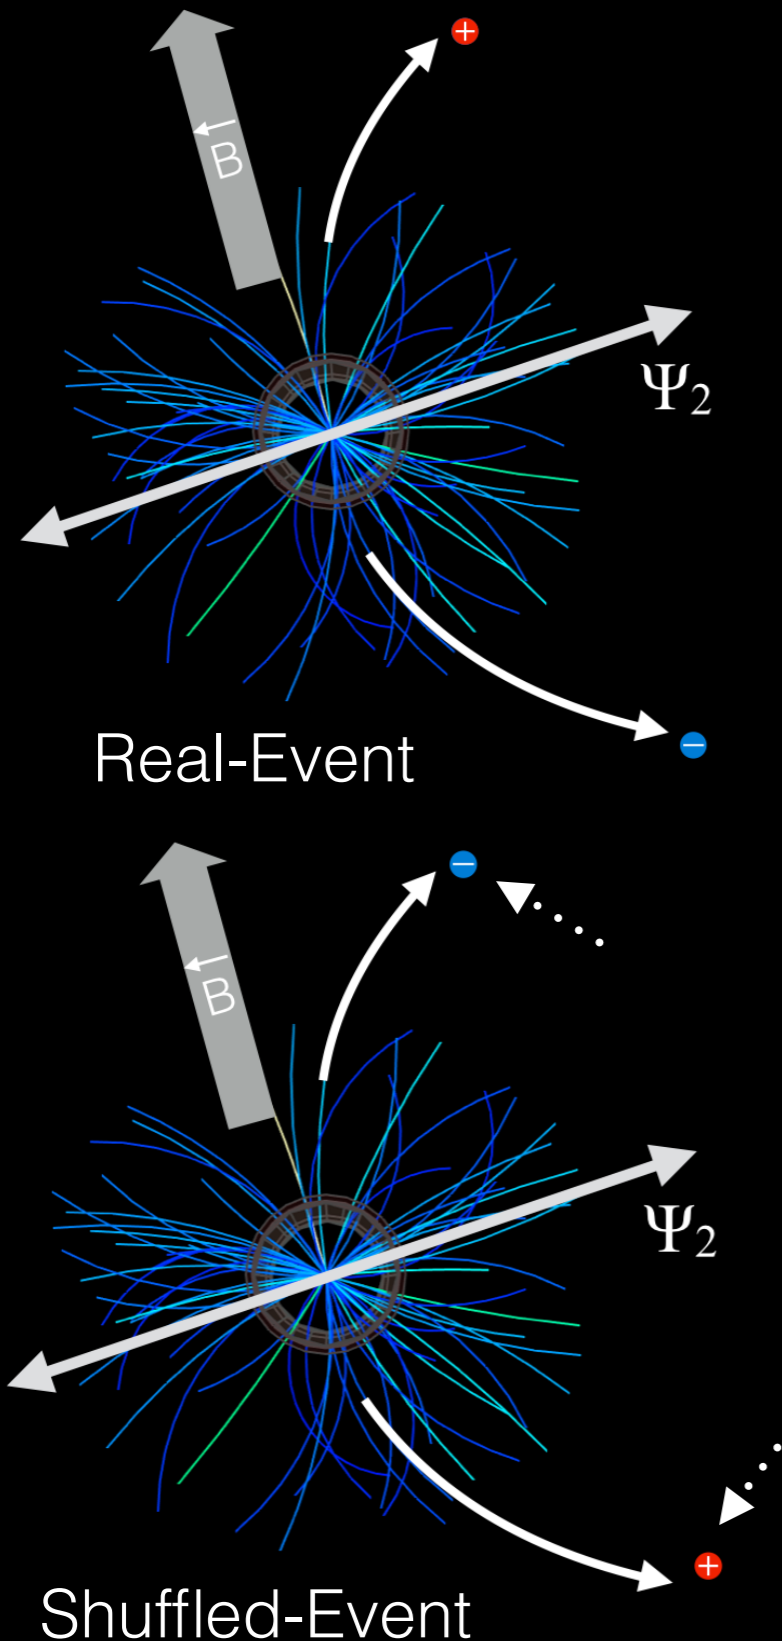 B⃗
+
Ψ₂
−
Real-Event
−
B⃗
Ψ₂
+
Shuffled-Event